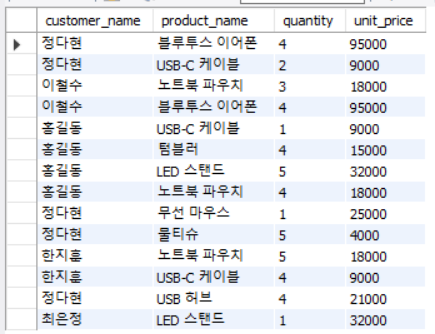 customer_name product_name quantity unit_price
정다현 블루투스 이어폰 4 95000
정다현 USB-C 케이블 2 9000
이철수 노트북 파우치 3 18000
이철수 블루투스 이어폰 4 95000
홍길동 USB-C 케이블 1 9000
홍길동 텀블러 4 15000
홍길동 LED 스탠드 5 32000
홍길동 노트북 파우치 4 18000
정다현 무선 마우스 1 25000
정다현 물티슈 5 4000
한지훈 노트북 파우치 5 18000
한지훈 USB-C 케이블 4 9000
정다현 USB 허브 4 21000
최은정 LED 스탠드 1 32000